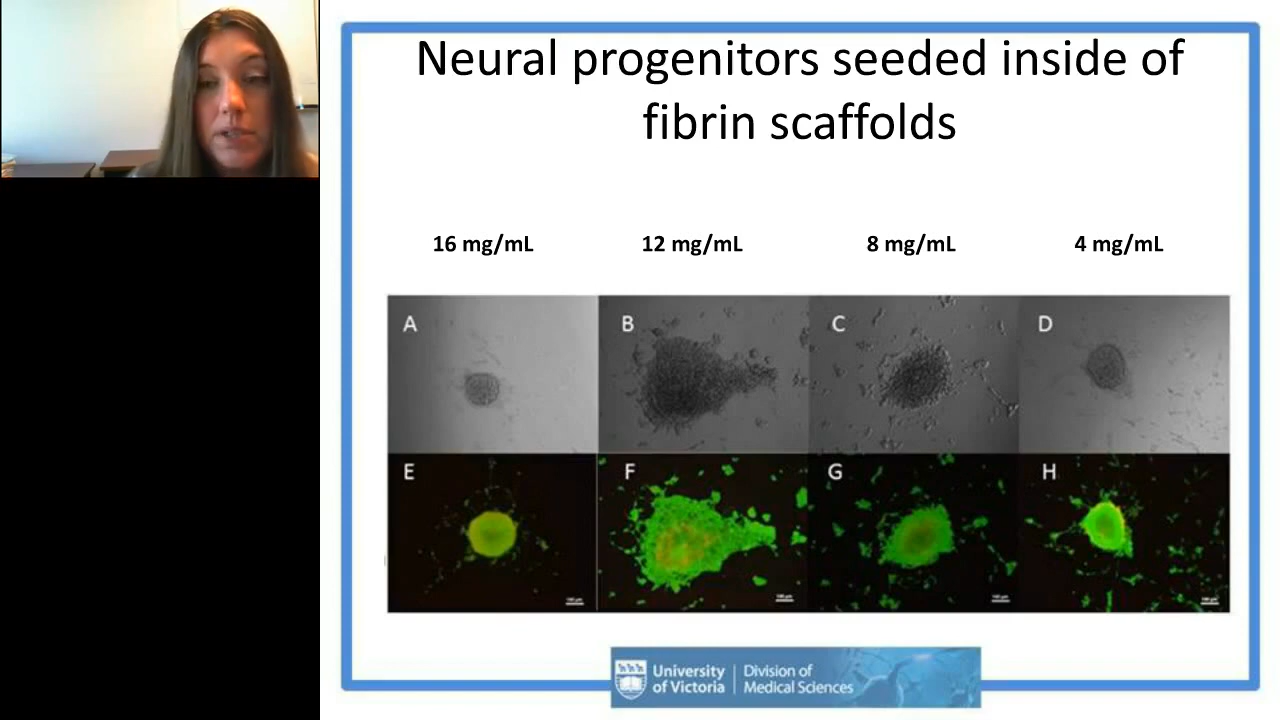 Neural progenitors seeded inside of
fibrin scaffolds
16 mg/mL 12 mg/mL 8 mg/mL 4 mg/mL
A B C D
E F G H
University
of Victoria
Division of
Medical Sciences